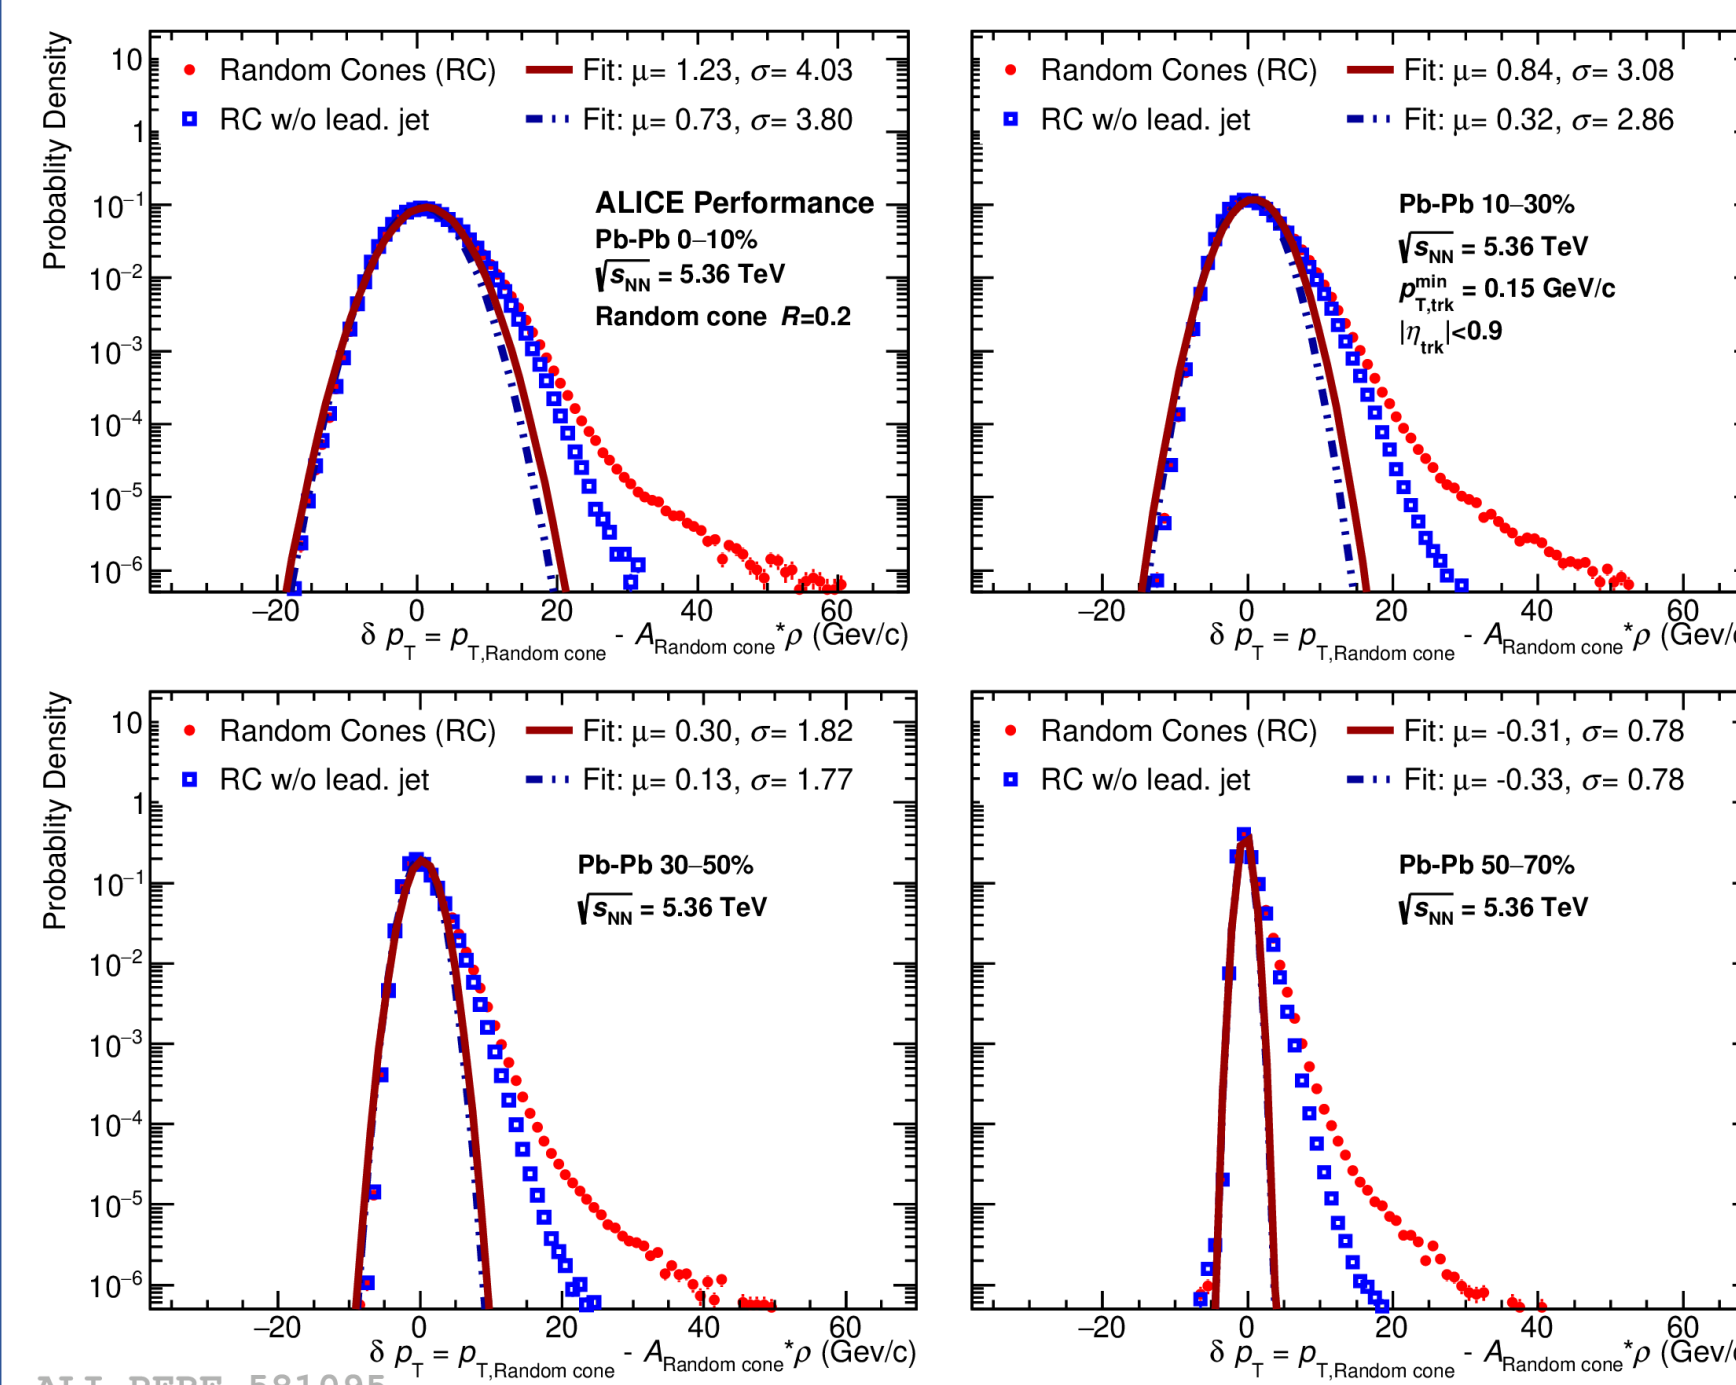 Probablity Density
10
1
10⁻¹
10⁻²
10⁻³
10⁻⁴
10⁻⁵
10⁻⁶
Random Cones (RC) Fit: μ= 1.23, σ= 4.03
RC w/o lead. jet Fit: μ= 0.73, σ= 3.80
ALICE Performance
Pb-Pb 0–10%
√sNN = 5.36 TeV
Random cone R=0.2
−20 0 20 40 60
δ pT = pT,Random cone - ARandom cone*ρ (Gev/c)
Random Cones (RC) Fit: μ= 0.84, σ= 3.08
RC w/o lead. jet Fit: μ= 0.32, σ= 2.86
Pb-Pb 10–30%
√sNN = 5.36 TeV
pT,trk min = 0.15 GeV/c
|ηtrk|<0.9
−20 0 20 40 60
δ pT = pT,Random cone - ARandom cone*ρ (Gev/
Probablity Density
10
1
10⁻¹
10⁻²
10⁻³
10⁻⁴
10⁻⁵
10⁻⁶
Random Cones (RC) Fit: μ= 0.30, σ= 1.82
RC w/o lead. jet Fit: μ= 0.13, σ= 1.77
Pb-Pb 30–50%
√sNN = 5.36 TeV
−20 0 20 40 60
δ pT = pT,Random cone - ARandom cone*ρ (Gev/c)
Random Cones (RC) Fit: μ= -0.31, σ= 0.78
RC w/o lead. jet Fit: μ= -0.33, σ= 0.78
Pb-Pb 50–70%
√sNN = 5.36 TeV
−20 0 20 40 60
δ pT = pT,Random cone - ARandom cone*ρ (Gev/